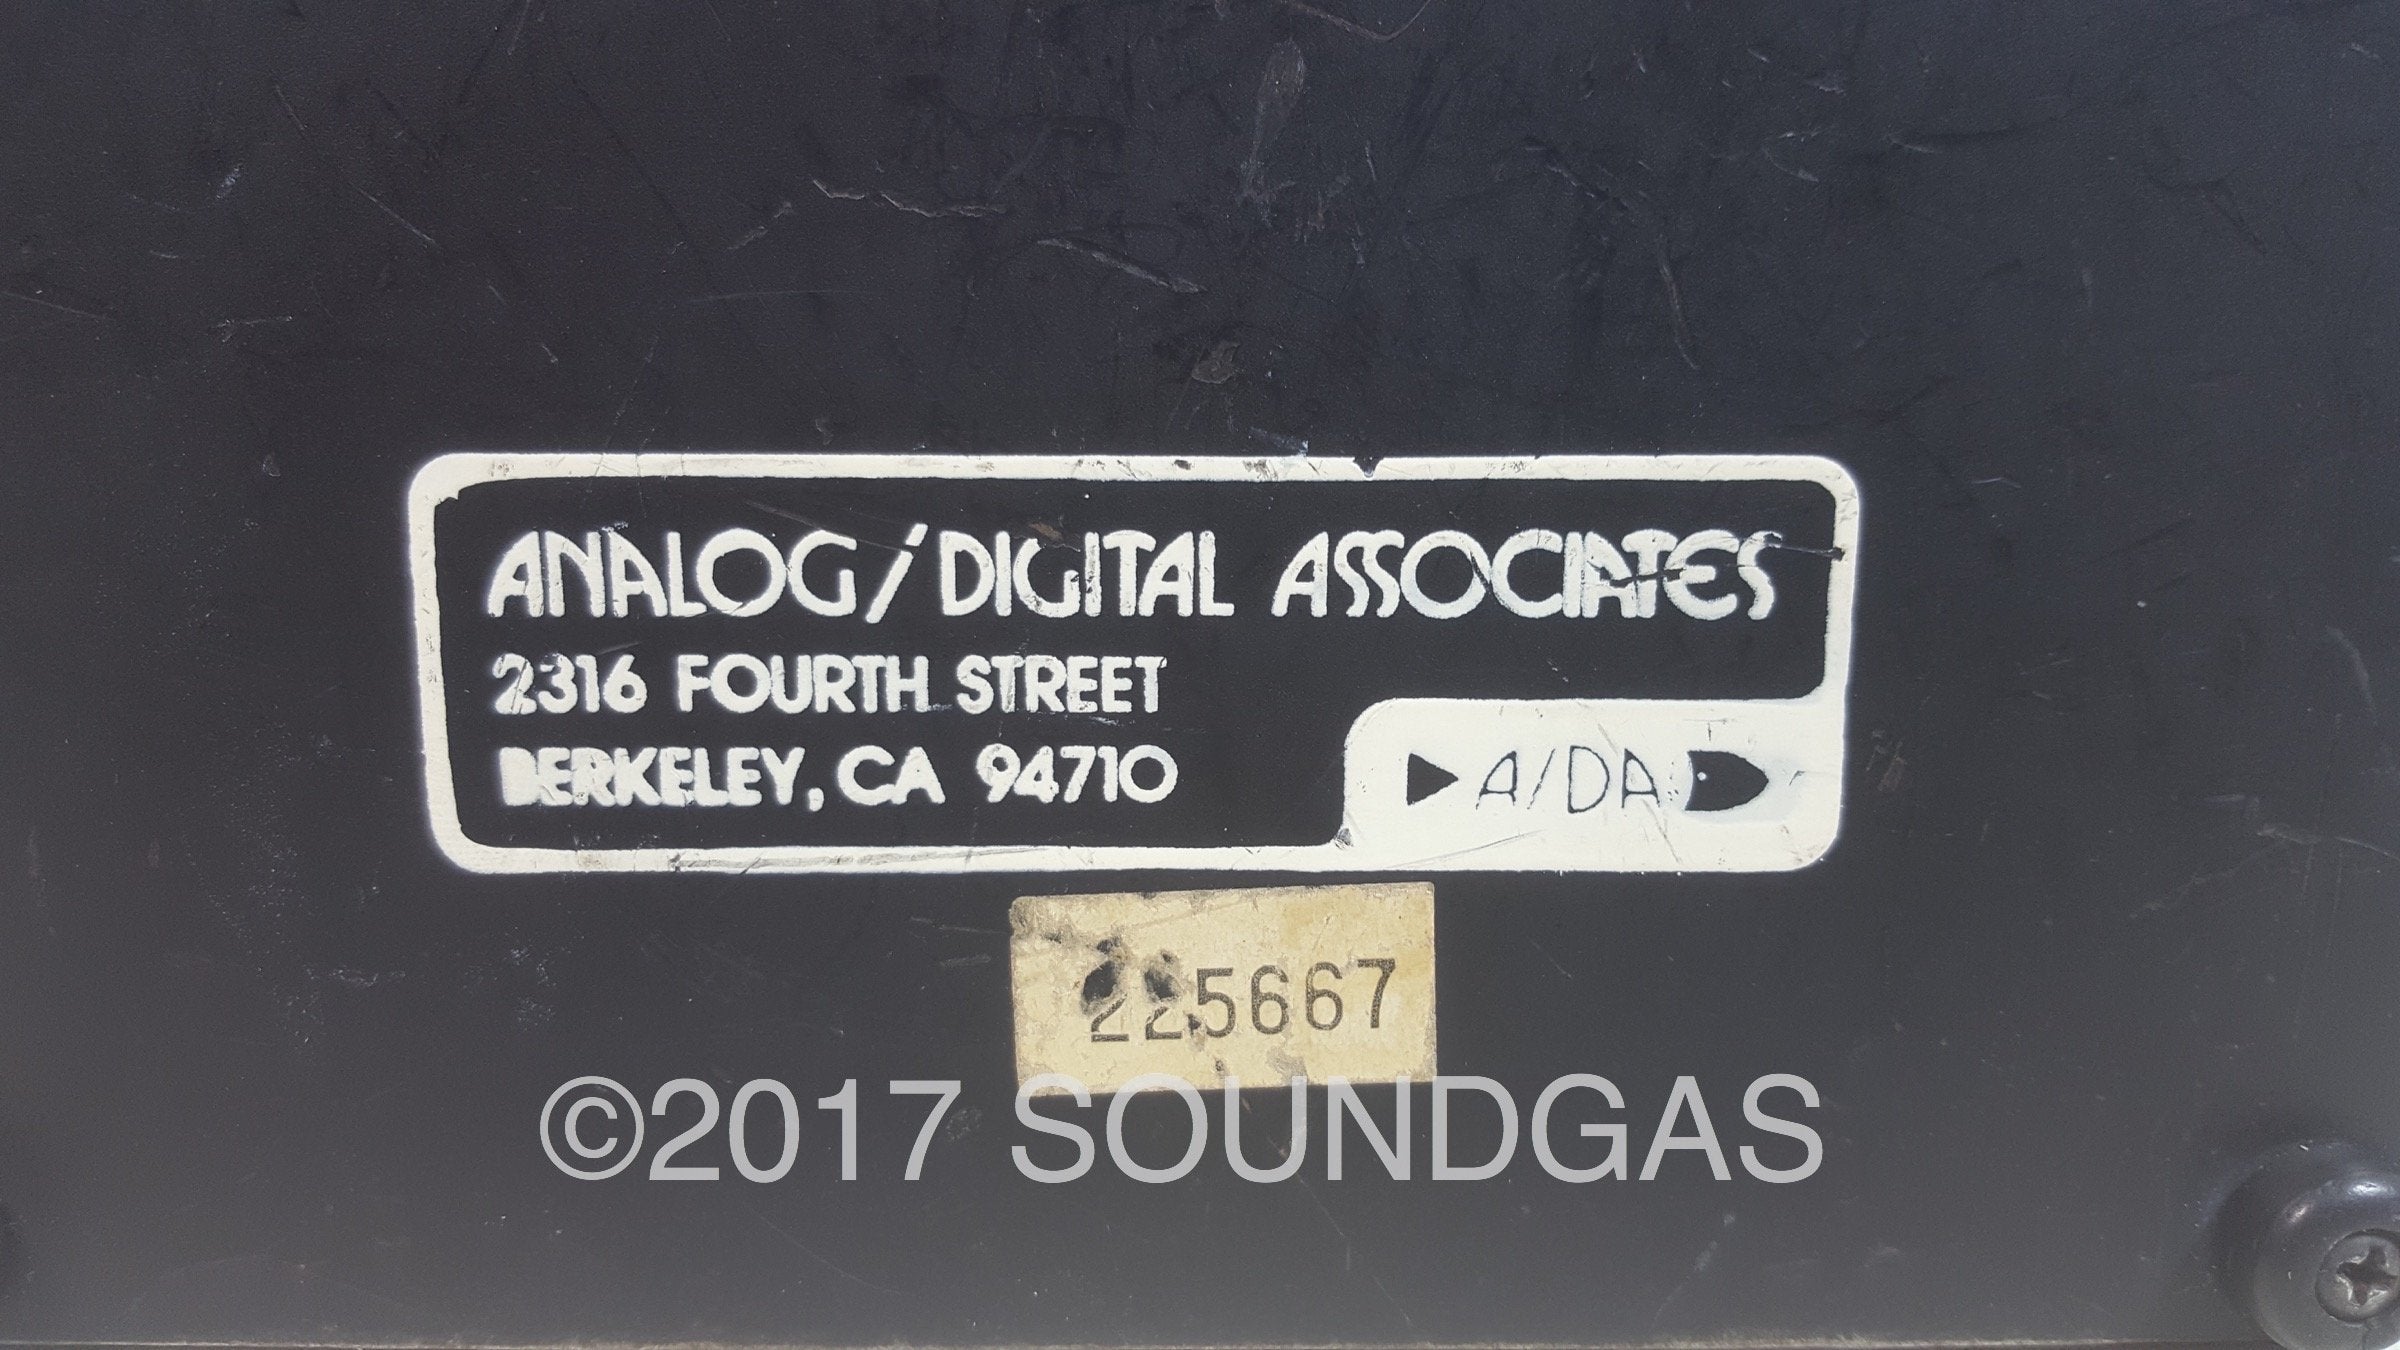 ANALOG/DIGITAL ASSOCIATES
2316 FOURTH STREET
BERKELEY, CA 94710
A/DA
225667
©2017 SOUNDGAS